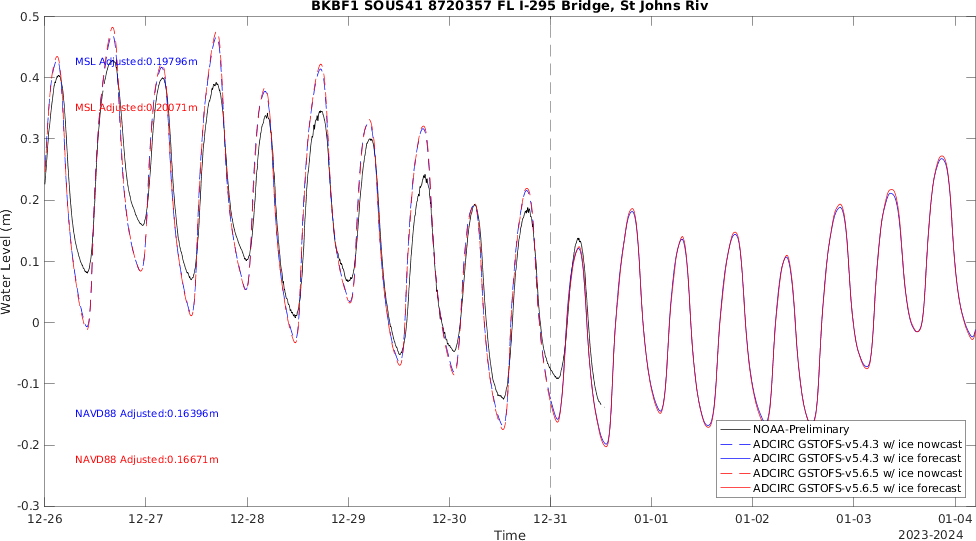 BKBF1 SOUS41 8720357 FL I-295 Bridge, St Johns Riv
0.5
MSL Adjusted:0.19796m
0.4
MSL Adjusted:0.20071m
0.3
0.2
0.1
Water Level (m)
0
-0.1
NAVD88 Adjusted:0.16396m
-0.2
NAVD88 Adjusted:0.16671m
-0.3
NOAA-Preliminary
ADCIRC GSTOFS-v5.4.3 w/ ice nowcast
ADCIRC GSTOFS-v5.4.3 w/ ice forecast
ADCIRC GSTOFS-v5.6.5 w/ ice nowcast
ADCIRC GSTOFS-v5.6.5 w/ ice forecast
12-26 12-27 12-28 12-29 12-30 12-31 01-01 01-02 01-03 01-04
Time
2023-2024